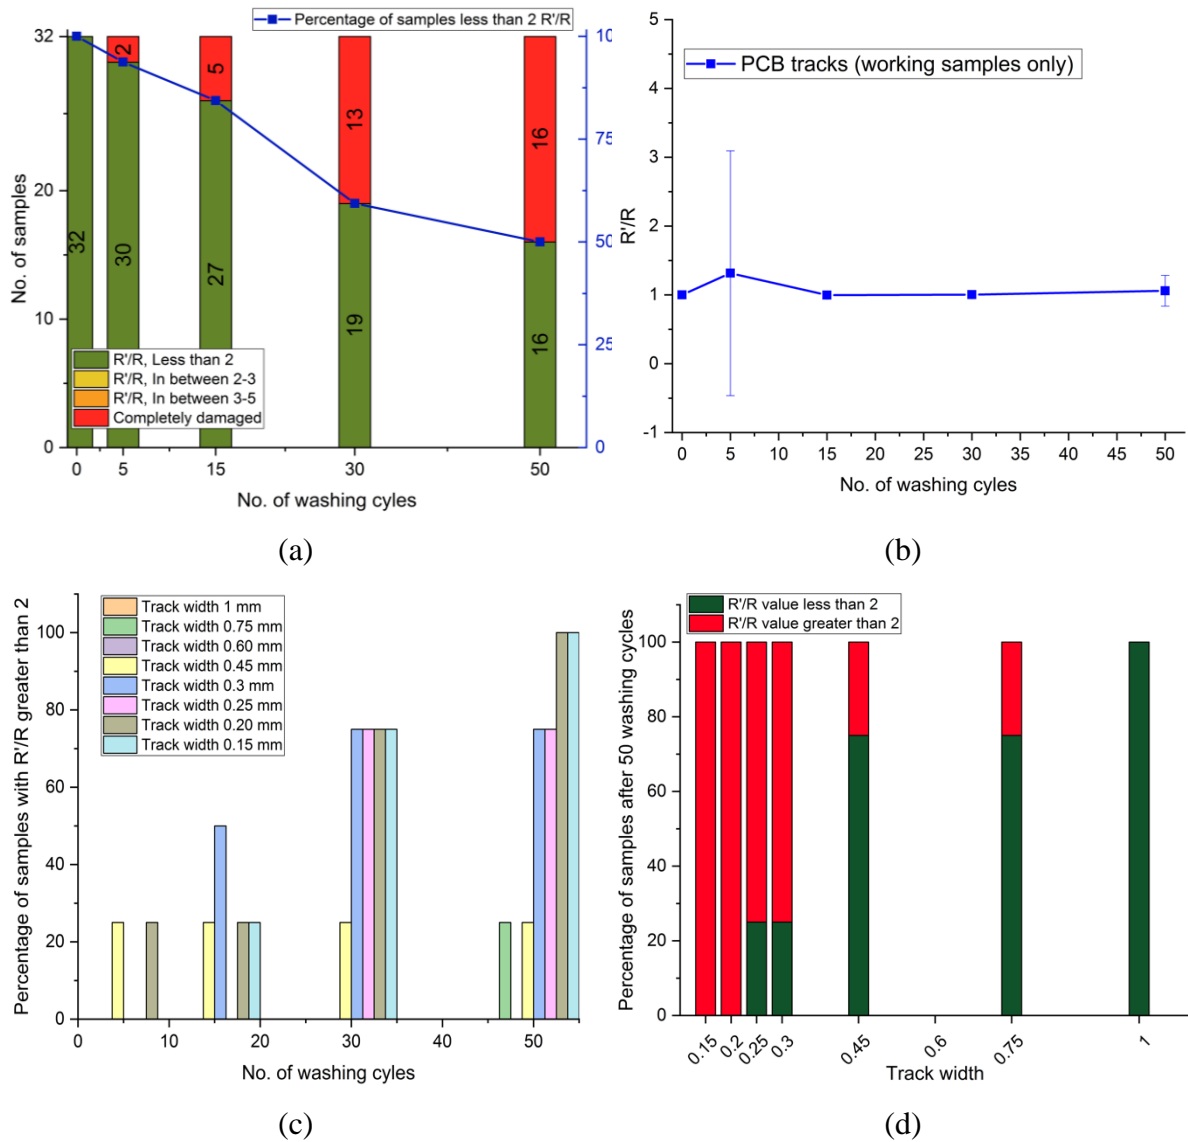 Percentage of samples less than 2 R'/R
No. of samples
32
20
10
0
32
30
2
27
5
19
13
16
16
10
75
50
25
0
R'/R, Less than 2
R'/R, In between 2-3
R'/R, In between 3-5
Completely damaged
0 5 15 30 50
No. of washing cyles
(a)
PCB tracks (working samples only)
R'/R
5
4
3
2
1
0
-1
0 5 10 15 20 25 30 35 40 45 50
No. of washing cyles
(b)
Track width 1 mm
Track width 0.75 mm
Track width 0.60 mm
Track width 0.45 mm
Track width 0.3 mm
Track width 0.25 mm
Track width 0.20 mm
Track width 0.15 mm
Percentage of samples with R'/R greater than 2
100
80
60
40
20
0
0 10 20 30 40 50
No. of washing cyles
(c)
R'/R value less than 2
R'/R value greater than 2
Percentage of samples after 50 washing cycles
100
80
60
40
20
0
0.15 0.2 0.25 0.3 0.45 0.6 0.75 1
Track width
(d)